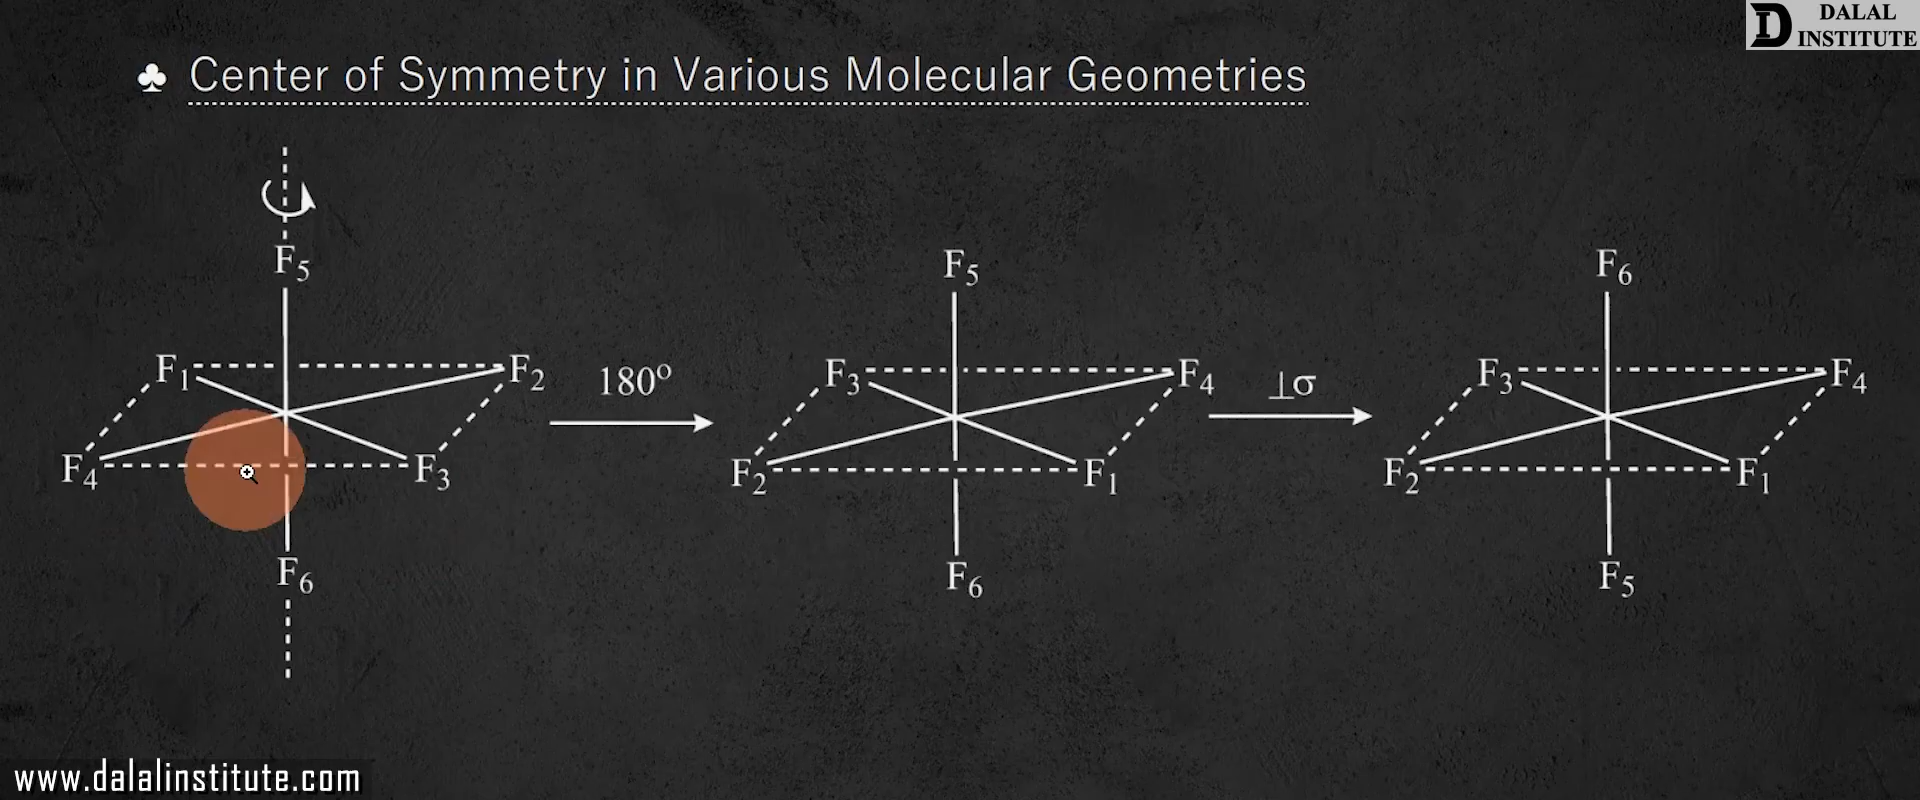 DALAL
INSTITUTE
♣ Center of Symmetry in Various Molecular Geometries
F5
F1 F2
F4 F3
F6
180°
F5
F3 F4
F2 F1
F6
⊥σ
F6
F3 F4
F2 F1
F5
www.dalalinstitute.com